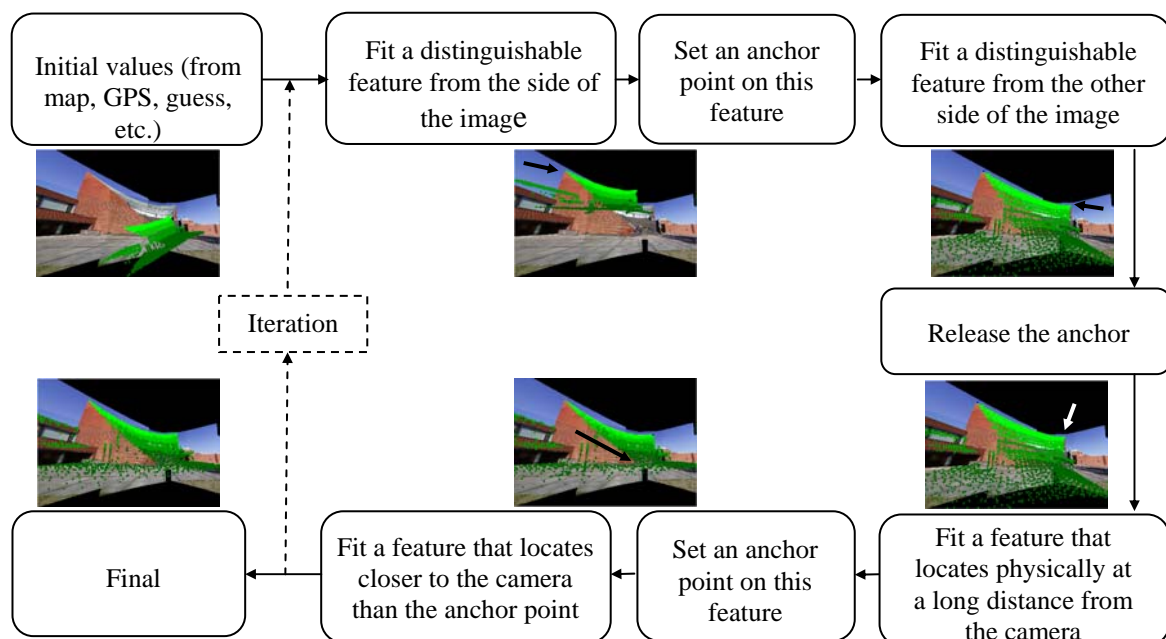 Initial values (from
map, GPS, guess,
etc.)
Fit a distinguishable
feature from the side of
the image
Set an anchor
point on this
feature
Fit a distinguishable
feature from the other
side of the image
Iteration
Release the anchor
Final
Fit a feature that locates
closer to the camera
than the anchor point
Set an anchor
point on this
feature
Fit a feature that
locates physically at
a long distance from
the camera